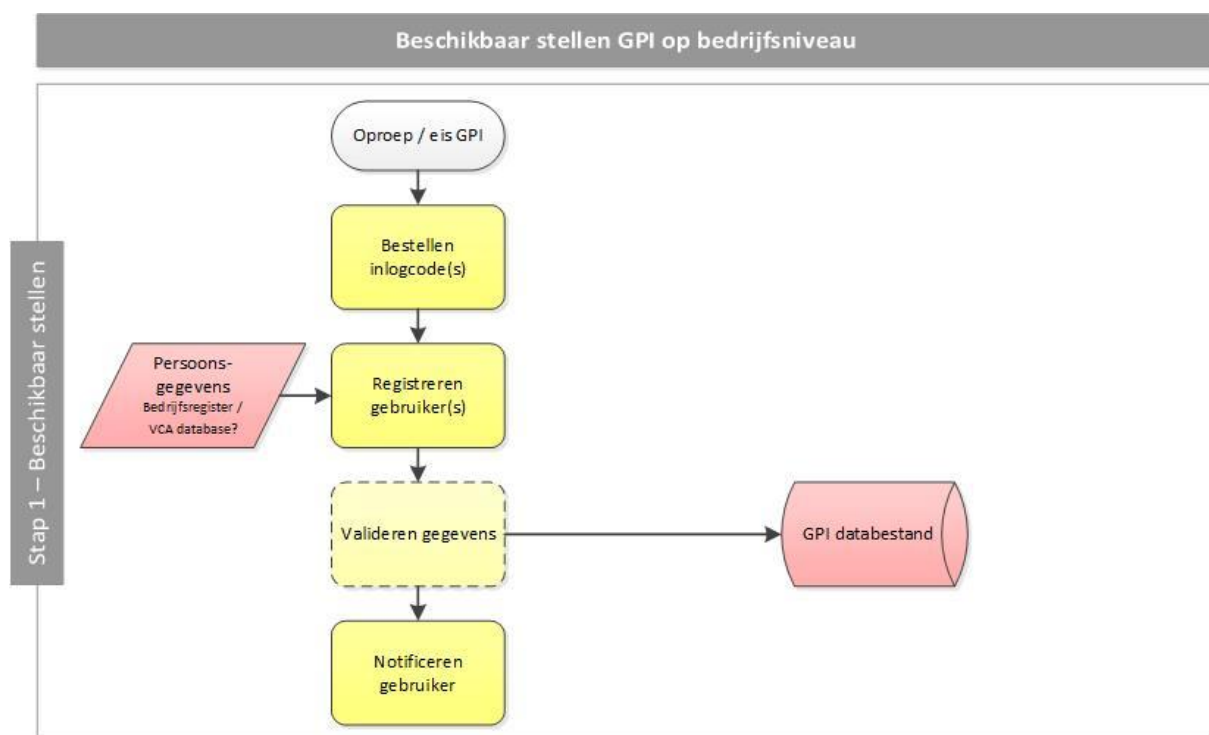 Beschikbaar stellen GPI op bedrijfsniveau
Stap 1 – Beschikbaar stellen
Oproep / eis GPI
Bestellen
inlogcode(s)
Persoons-
gegevens
Bedrijfsregister /
VCA database?
Registreren
gebruiker(s)
Valideren gegevens
GPI databestand
Notificeren
gebruiker